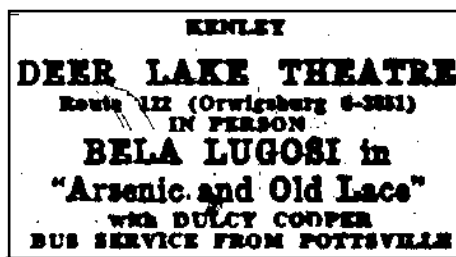 KENLEY
DEER LAKE THEATRE
Route 122 (Orwigsburg 6-3881)
IN PERSON
BELA LUGOSI in
"Arsenic and Old Lace"
with DULCY COOPER
BUS SERVICE FROM POTTSVILLE